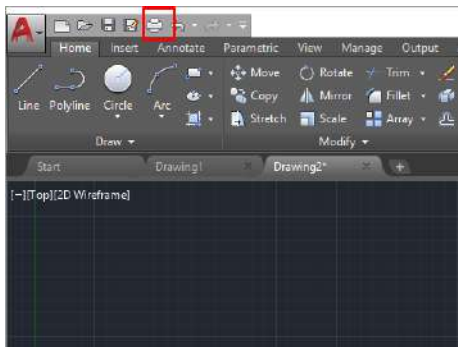 A
Home Insert Annotate Parametric View Manage Output
Line Polyline Circle Arc
Move Rotate Trim
Copy Mirror Fillet
Stretch Scale Array
Draw Modify
Start Drawing1 Drawing2*
[−][Top][2D Wireframe]